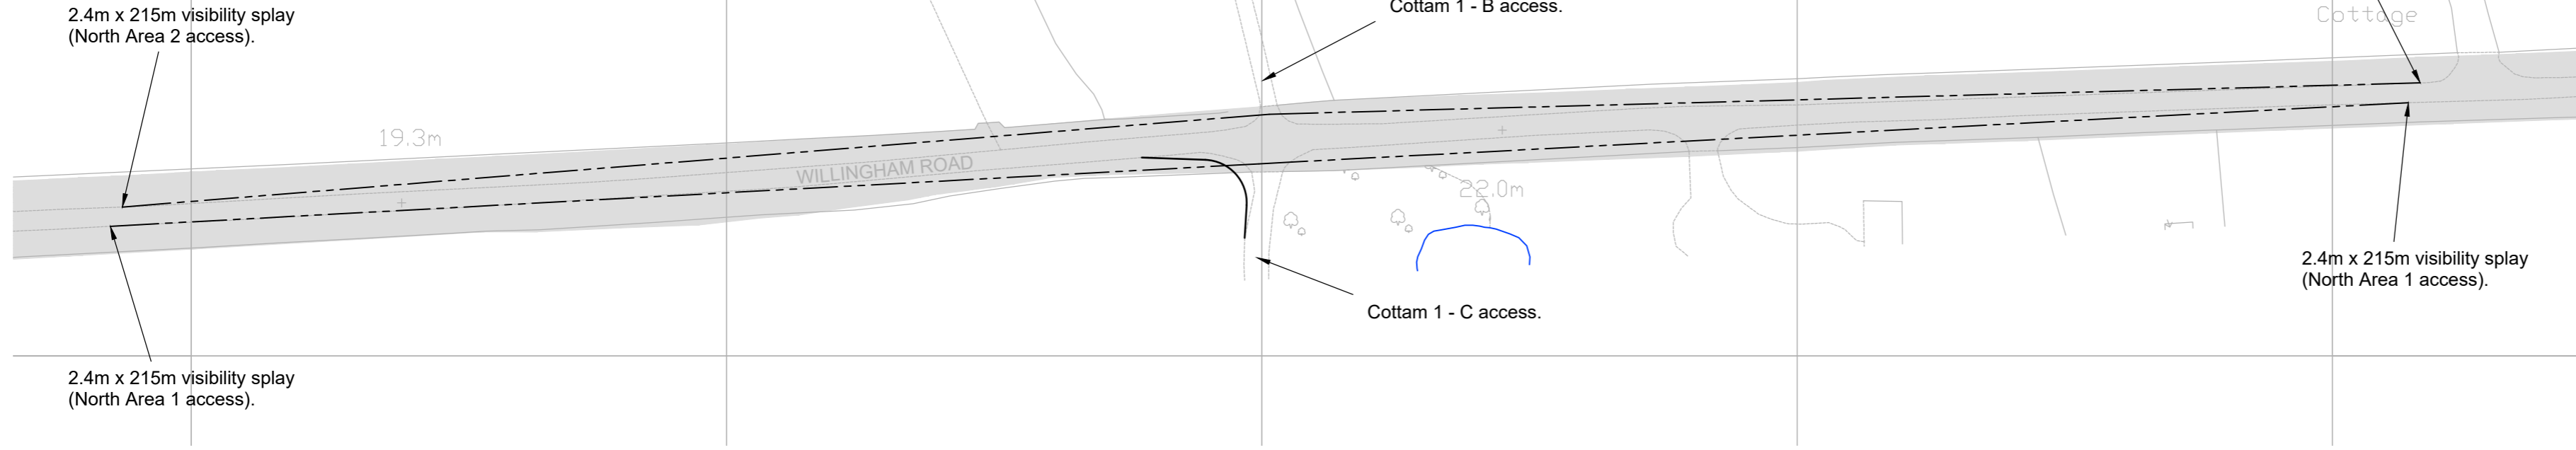 2.4m x 215m visibility splay
(North Area 2 access).
Cottam 1 - B access.
Cottage
19.3m
WILLINGHAM ROAD
22.0m
2.4m x 215m visibility splay
(North Area 1 access).
Cottam 1 - C access.
2.4m x 215m visibility splay
(North Area 1 access).